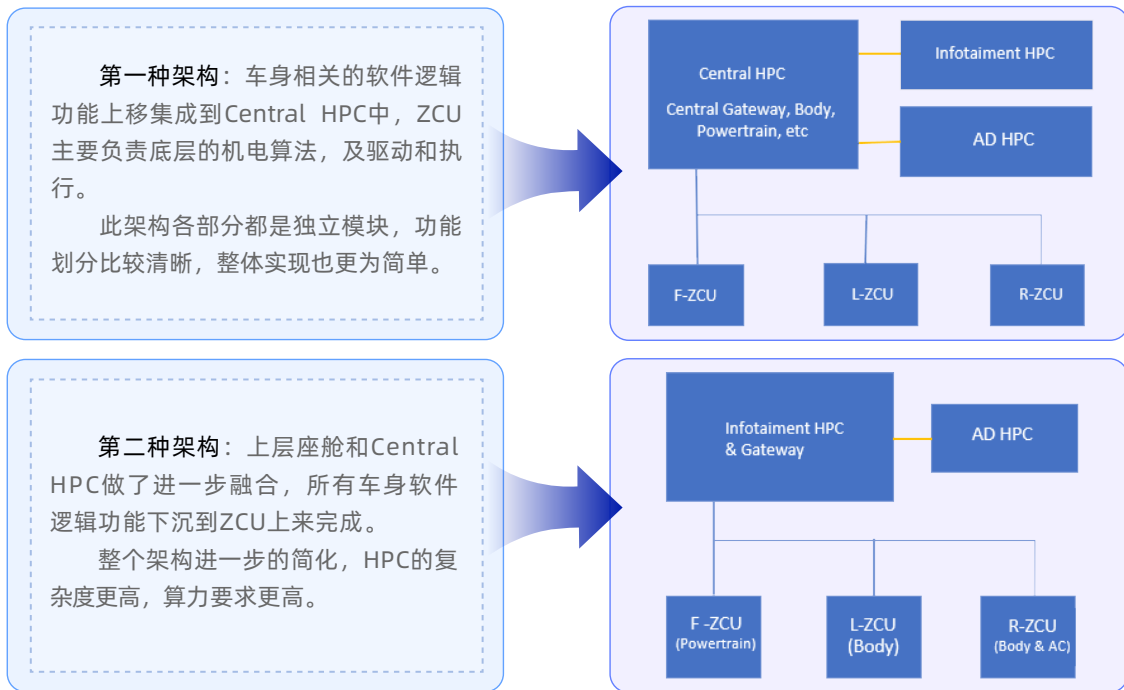 第一种架构：车身相关的软件逻辑
功能上移集成到Central HPC中，ZCU
主要负责底层的机电算法，及驱动和执
行。
此架构各部分都是独立模块，功能
划分比较清晰，整体实现也更为简单。
Central HPC
Central Gateway, Body,
Powertrain, etc
Infotaiment HPC
AD HPC
F-ZCU
L-ZCU
R-ZCU
第二种架构：上层座舱和Central
HPC做了进一步融合，所有车身软件
逻辑功能下沉到ZCU上来完成。
整个架构进一步的简化，HPC的复
杂度更高，算力要求更高。
Infotaiment HPC
& Gateway
AD HPC
F -ZCU
(Powertrain)
L-ZCU
(Body)
R-ZCU
(Body & AC)